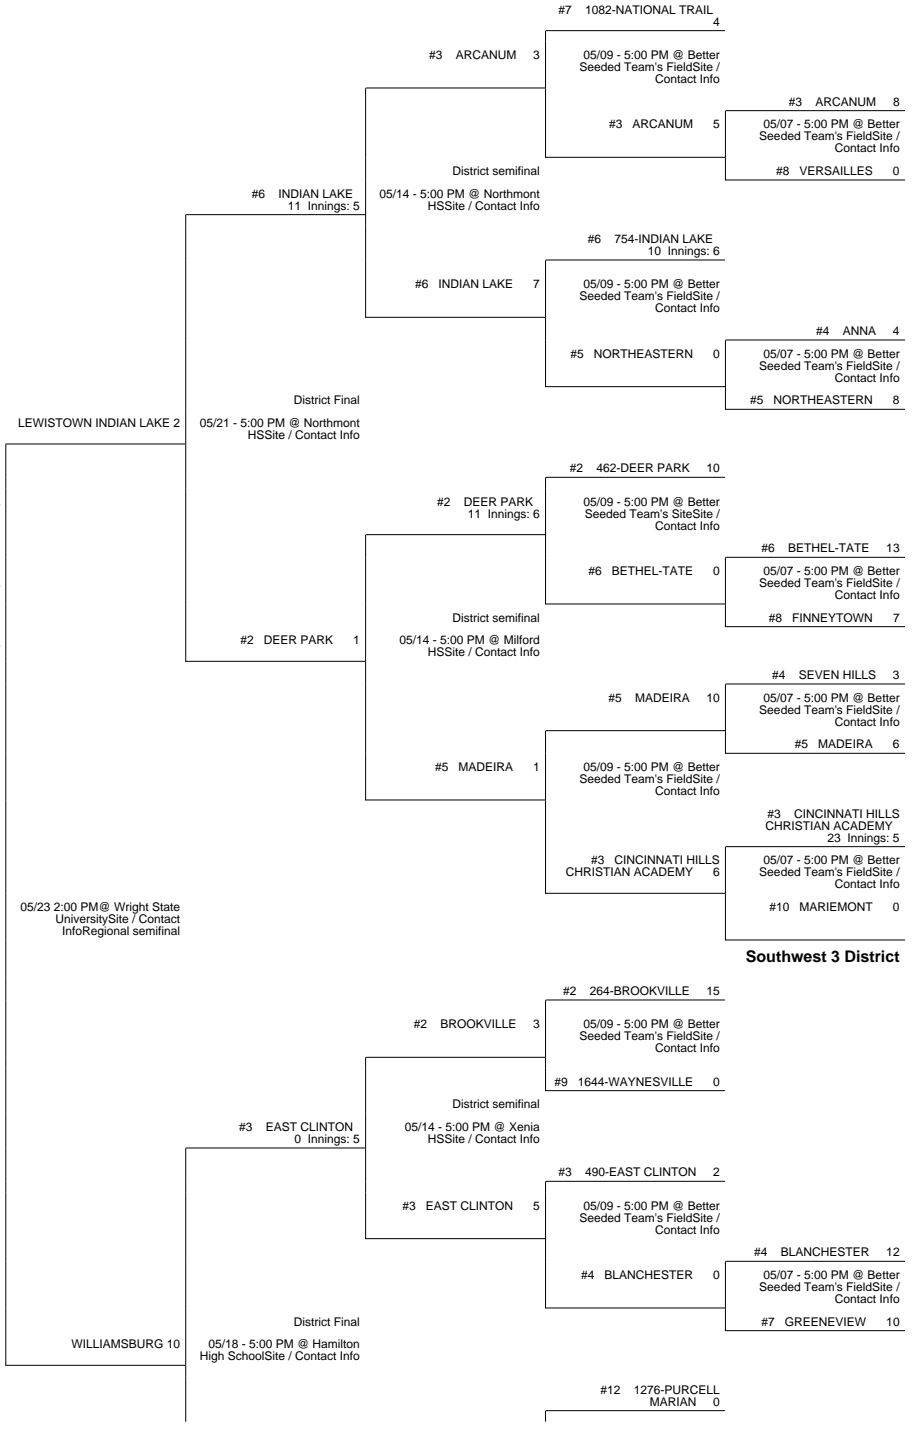 #7 1082-NATIONAL TRAIL
4
#3 ARCANUM 3
05/09 - 5:00 PM @ Better
Seeded Team's FieldSite /
Contact Info
#3 ARCANUM 8
#3 ARCANUM 5
05/07 - 5:00 PM @ Better
Seeded Team's FieldSite /
Contact Info
District semifinal
#8 VERSAILLES 0
#6 INDIAN LAKE
11 Innings: 5
05/14 - 5:00 PM @ Northmont
HSSite / Contact Info
#6 754-INDIAN LAKE
10 Innings: 6
#6 INDIAN LAKE 7
05/09 - 5:00 PM @ Better
Seeded Team's FieldSite /
Contact Info
#4 ANNA 4
#5 NORTHEASTERN 0
05/07 - 5:00 PM @ Better
Seeded Team's FieldSite /
Contact Info
District Final
#5 NORTHEASTERN 8
LEWISTOWN INDIAN LAKE 2
05/21 - 5:00 PM @ Northmont
HSSite / Contact Info
#2 462-DEER PARK 10
#2 DEER PARK
11 Innings: 6
05/09 - 5:00 PM @ Better
Seeded Team's SiteSite /
Contact Info
#6 BETHEL-TATE 13
#6 BETHEL-TATE 0
05/07 - 5:00 PM @ Better
Seeded Team's FieldSite /
Contact Info
District semifinal
#8 FINNEYTOWN 7
#2 DEER PARK 1
05/14 - 5:00 PM @ Milford
HSSite / Contact Info
#4 SEVEN HILLS 3
#5 MADEIRA 10
05/07 - 5:00 PM @ Better
Seeded Team's FieldSite /
Contact Info
#5 MADEIRA 6
#5 MADEIRA 1
05/09 - 5:00 PM @ Better
Seeded Team's FieldSite /
Contact Info
#3 CINCINNATI HILLS
CHRISTIAN ACADEMY
23 Innings: 5
#3 CINCINNATI HILLS
CHRISTIAN ACADEMY 6
05/07 - 5:00 PM @ Better
Seeded Team's FieldSite /
Contact Info
05/23 2:00 PM@ Wright State
UniversitySite / Contact
InfoRegional semifinal
#10 MARIEMONT 0
Southwest 3 District
#2 264-BROOKVILLE 15
#2 BROOKVILLE 3
05/09 - 5:00 PM @ Better
Seeded Team's FieldSite /
Contact Info
#9 1644-WAYNESVILLE 0
District semifinal
#3 EAST CLINTON
0 Innings: 5
05/14 - 5:00 PM @ Xenia
HSSite / Contact Info
#3 490-EAST CLINTON 2
#3 EAST CLINTON 5
05/09 - 5:00 PM @ Better
Seeded Team's FieldSite /
Contact Info
#4 BLANCHESTER 12
#4 BLANCHESTER 0
05/07 - 5:00 PM @ Better
Seeded Team's FieldSite /
Contact Info
District Final
#7 GREENEVIEW 10
WILLIAMSBURG 10
05/18 - 5:00 PM @ Hamilton
High SchoolSite / Contact Info
#12 1276-PURCELL
MARIAN 0